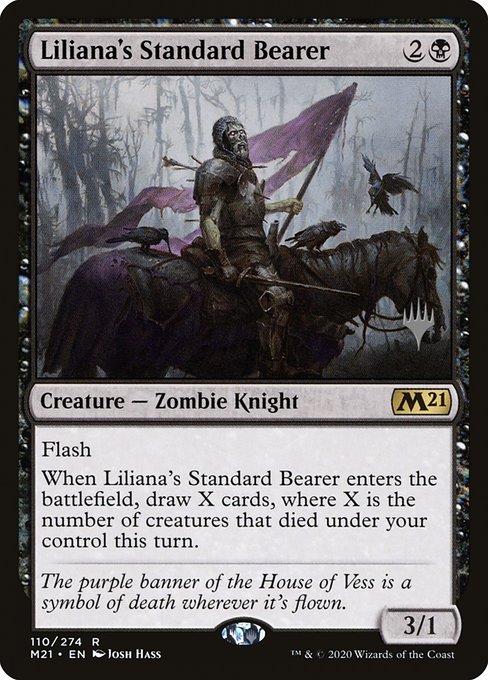 Liliana's Standard Bearer 2
Creature — Zombie Knight M21
Flash
When Liliana's Standard Bearer enters the
battlefield, draw X cards, where X is the
number of creatures that died under your
control this turn.
The purple banner of the House of Vess is a
symbol of death wherever it's flown.
3/1
110/274 R
M21 • EN Josh Hass ™ & © 2020 Wizards of the Coast